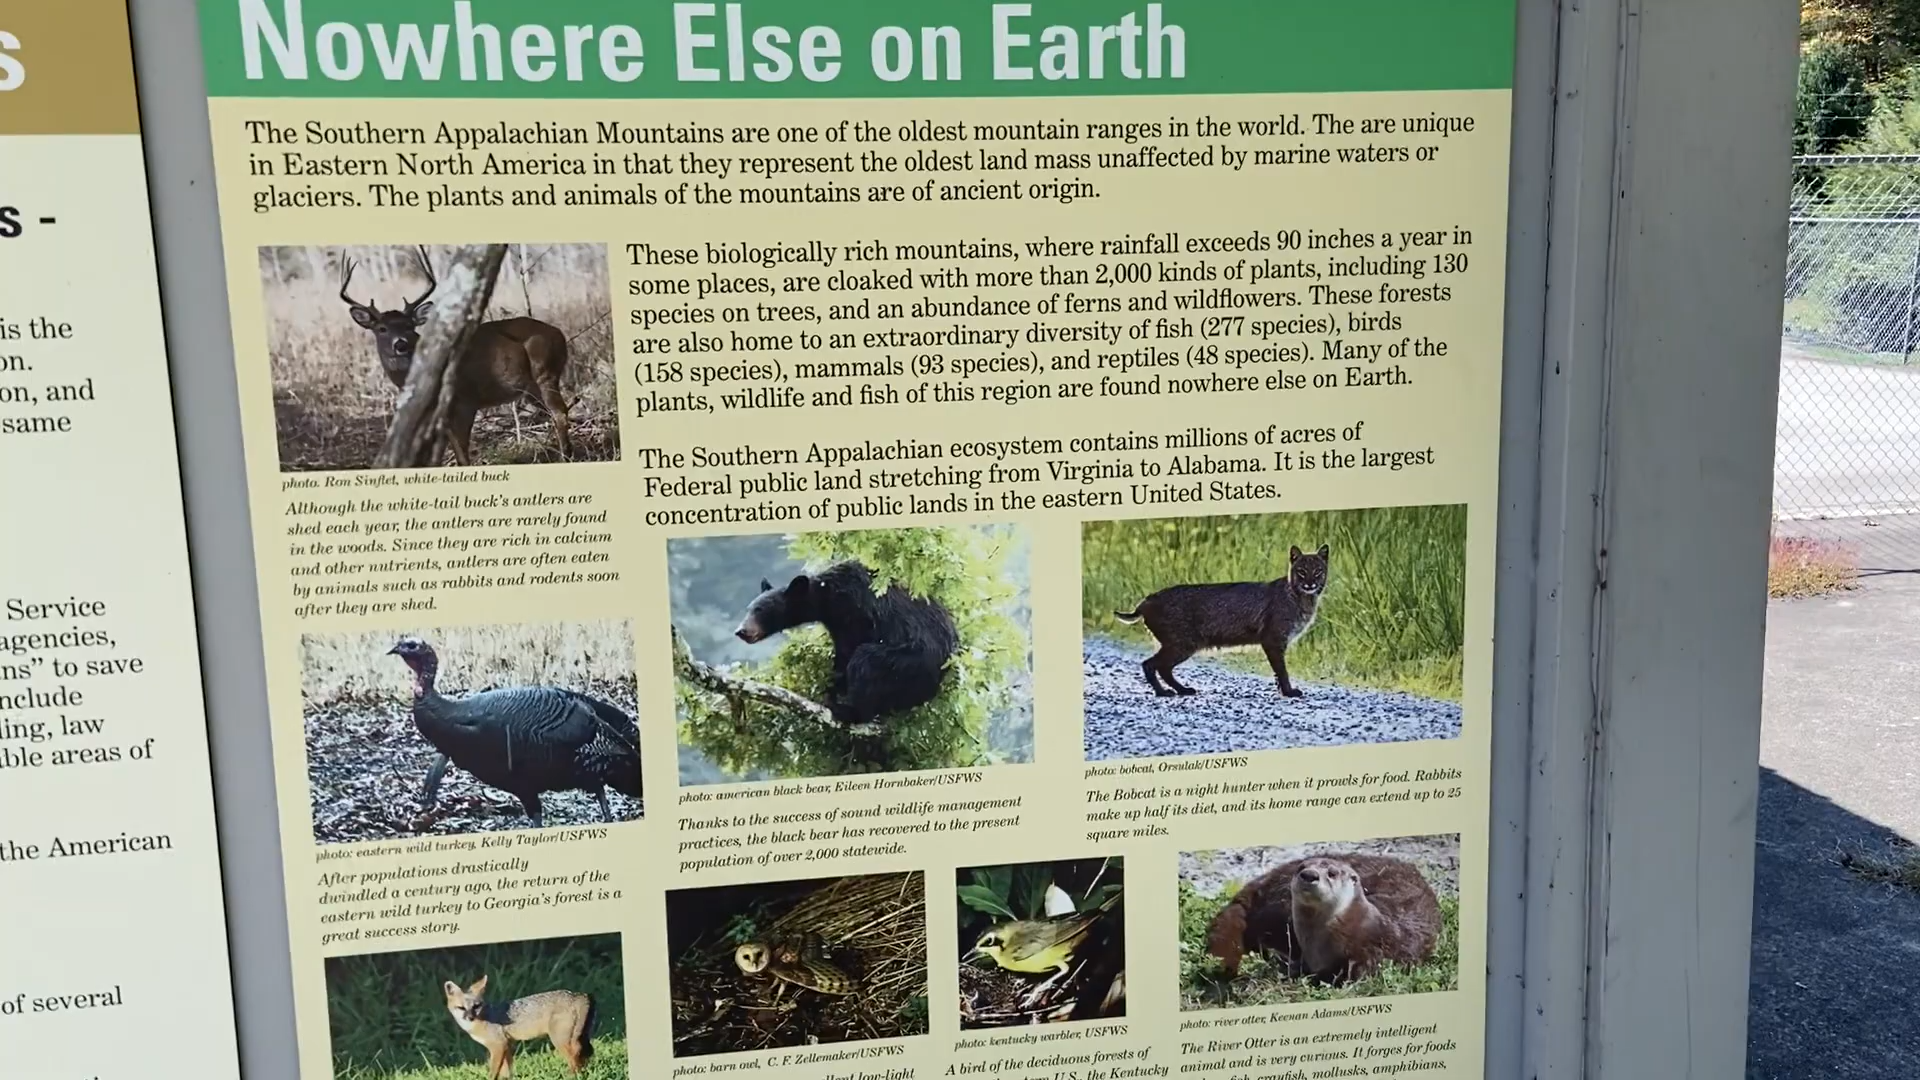 Nowhere Else on Earth
The Southern Appalachian Mountains are one of the oldest mountain ranges in the world. The are unique
in Eastern North America in that they represent the oldest land mass unaffected by marine waters or
glaciers. The plants and animals of the mountains are of ancient origin.
These biologically rich mountains, where rainfall exceeds 90 inches a year in
some places, are cloaked with more than 2,000 kinds of plants, including 130
species on trees, and an abundance of ferns and wildflowers. These forests
are also home to an extraordinary diversity of fish (277 species), birds
(158 species), mammals (93 species), and reptiles (48 species). Many of the
plants, wildlife and fish of this region are found nowhere else on Earth.
The Southern Appalachian ecosystem contains millions of acres of
Federal public land stretching from Virginia to Alabama. It is the largest
concentration of public lands in the eastern United States.
photo. Ron Sinflet, white-tailed buck
Although the white-tail buck's antlers are
shed each year, the antlers are rarely found
in the woods. Since they are rich in calcium
and other nutrients, antlers are often eaten
by animals such as rabbits and rodents soon
after they are shed.
photo: eastern wild turkey, Kelly Taylor/USFWS
After populations drastically
dwindled a century ago, the return of the
eastern wild turkey to Georgia's forest is a
great success story.
photo: american black bear, Eileen Hornbaker/USFWS
Thanks to the success of sound wildlife management
practices, the black bear has recovered to the present
population of over 2,000 statewide.
photo: bobcat, Orsulak/USFWS
The Bobcat is a night hunter when it prowls for food. Rabbits
make up half its diet, and its home range can extend up to 25
square miles.
photo: barn owl, C. F. Zellemaker/USFWS
low-light
photo: kentucky warbler, USFWS
A bird of the deciduous forests of
U.S., the Kentucky
photo: river otter, Keenan Adams/USFWS
The River Otter is an extremely intelligent
animal and is very curious. It forges for foods
fish, crayfish, mollusks, amphibians,
s
s -
is the
on.
on, and
same
Service
agencies,
ns” to save
nclude
ling, law
ble areas of
the American
of several